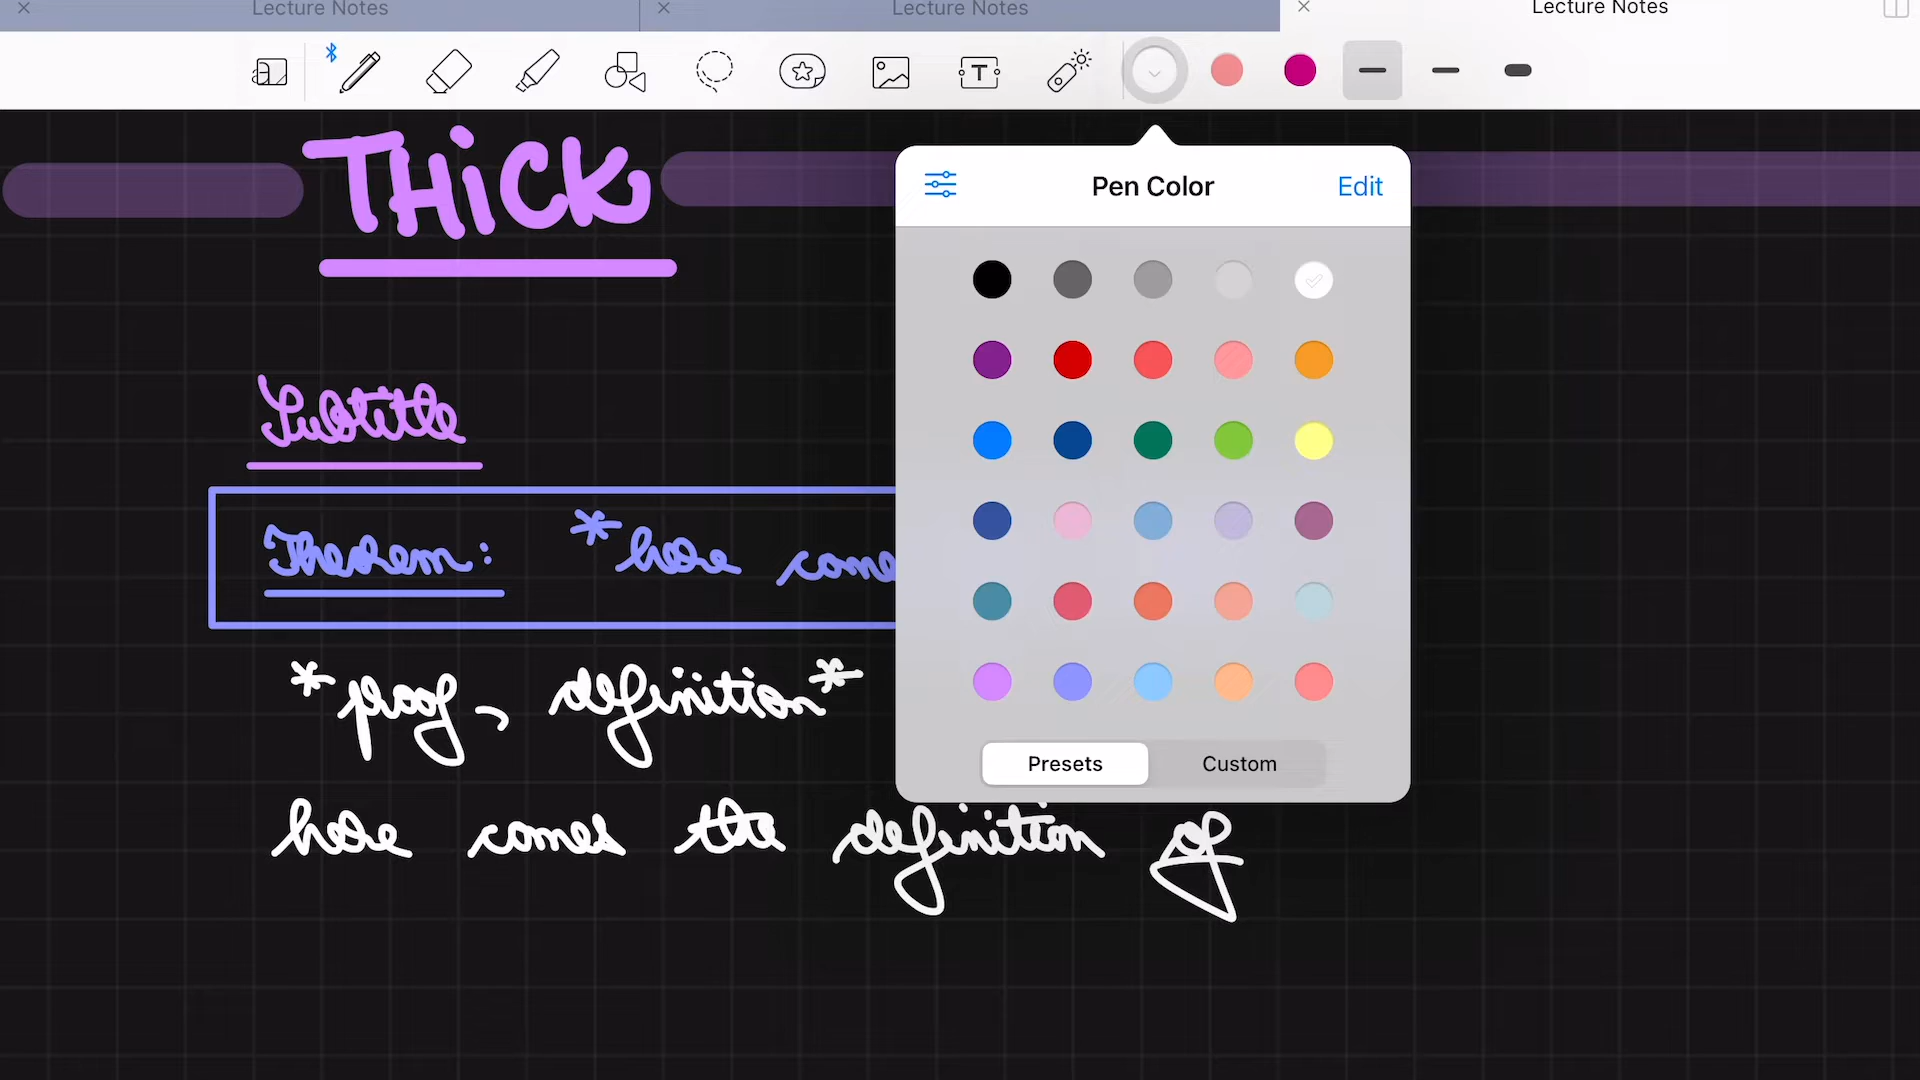 Lecture Notes
Lecture Notes
Lecture Notes
T
THiCK
Pen Color
Edit
Subtitle
Theorem: *here come
*proof, definition*
Presets
Custom
here comes the definition of